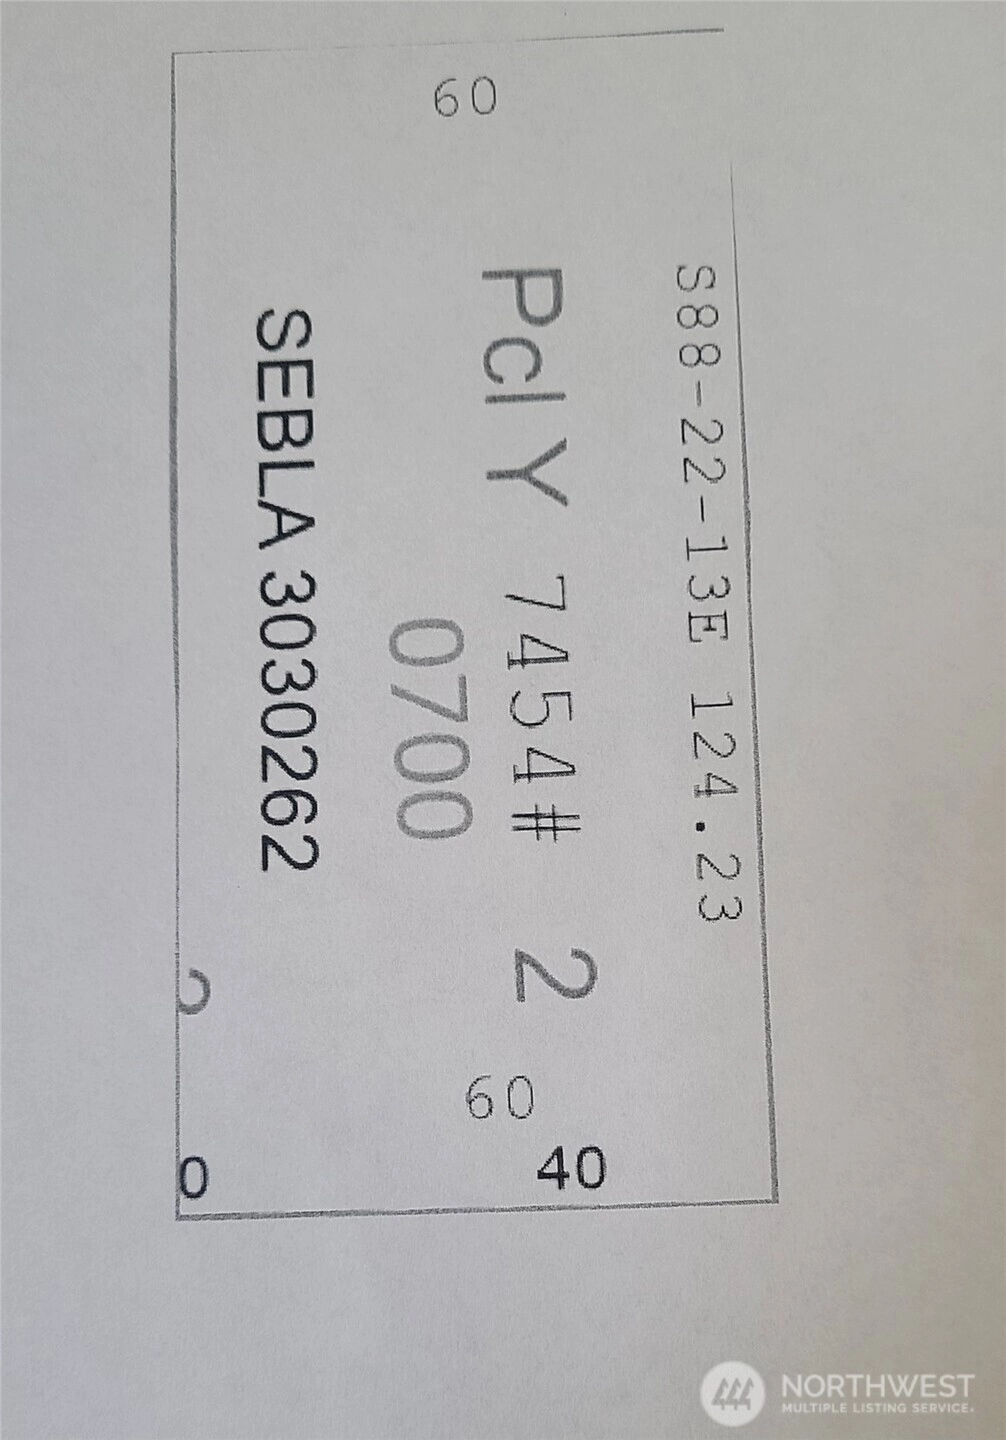 60
S88-22-13E 124.23
Pcl Y 7454# 2
0700
SEBLA 3030262
60
40
0
NORTHWEST
MULTIPLE LISTING SERVICE